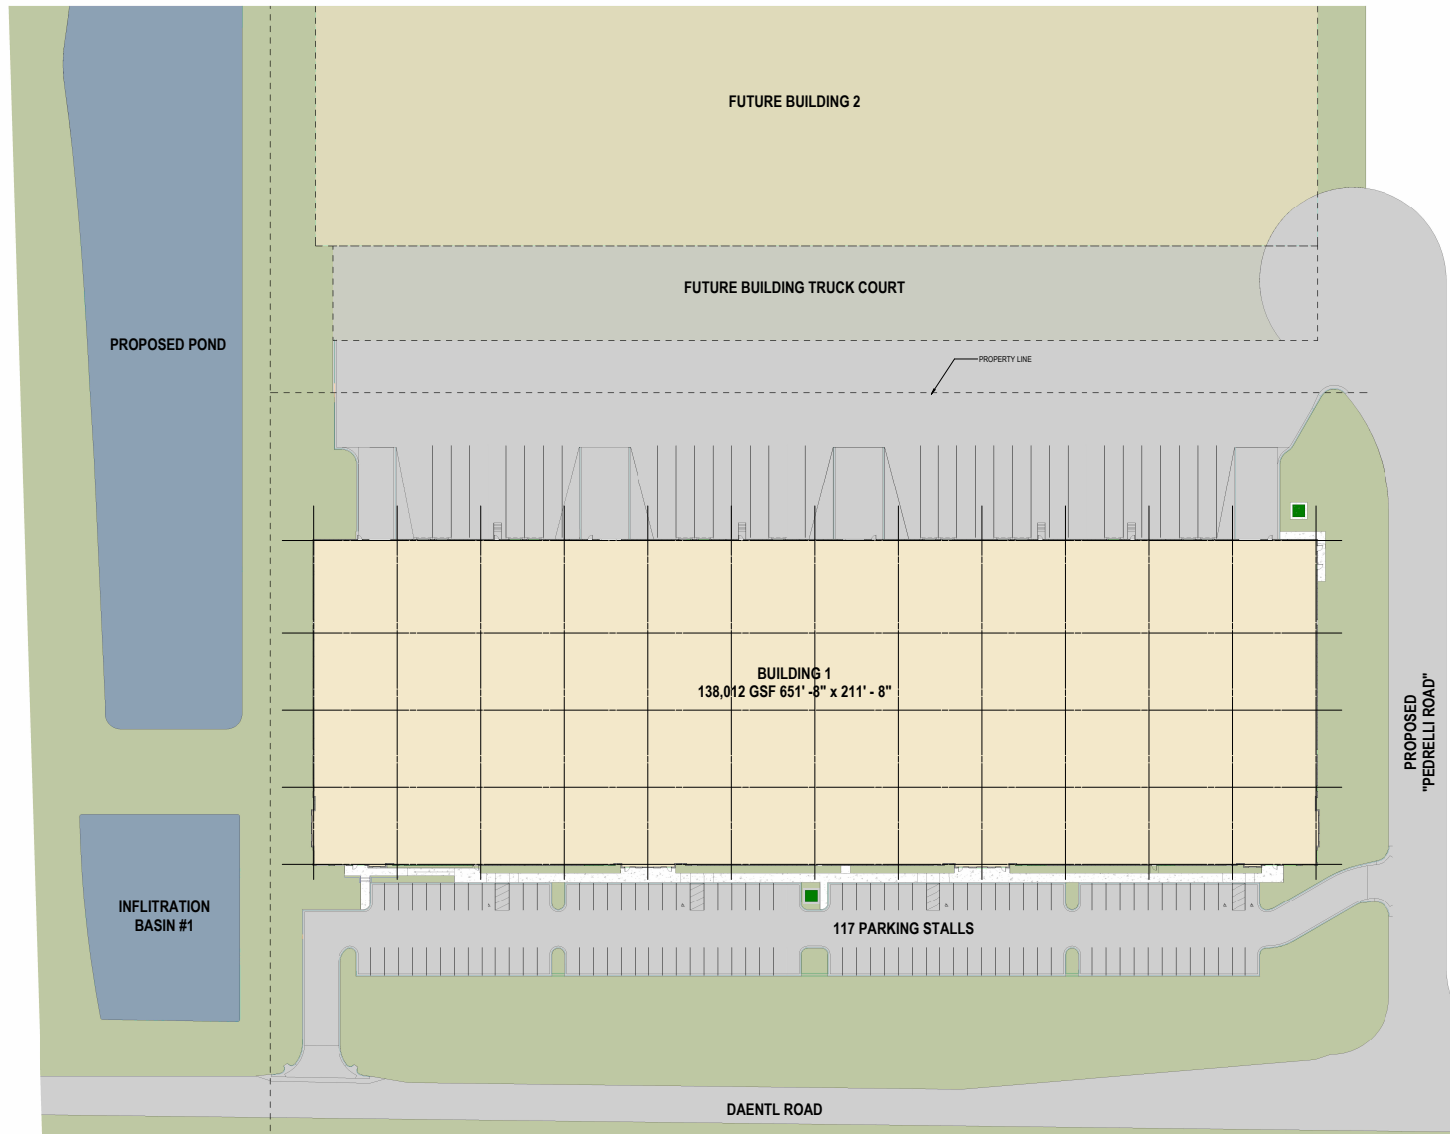 FUTURE BUILDING 2
FUTURE BUILDING TRUCK COURT
PROPOSED POND
PROPERTY LINE
BUILDING 1
138,012 GSF 651' -8" x 211' - 8"
PROPOSED
"PEDRELLI ROAD"
INFLITRATION
BASIN #1
117 PARKING STALLS
DAENTL ROAD